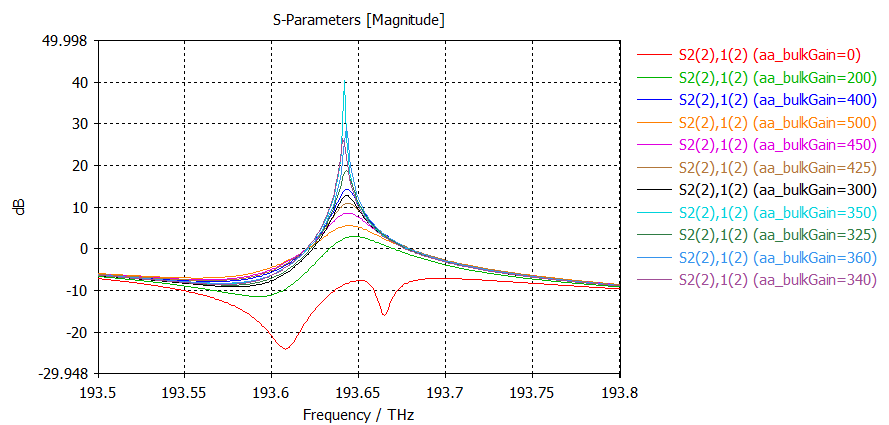 S-Parameters [Magnitude]
49.998
40
30
20
10
0
-10
-20
-29.948
dB
193.5
193.55
193.6
193.65
193.7
193.75
193.8
Frequency / THz
S2(2),1(2) (aa_bulkGain=0)
S2(2),1(2) (aa_bulkGain=200)
S2(2),1(2) (aa_bulkGain=400)
S2(2),1(2) (aa_bulkGain=500)
S2(2),1(2) (aa_bulkGain=450)
S2(2),1(2) (aa_bulkGain=425)
S2(2),1(2) (aa_bulkGain=300)
S2(2),1(2) (aa_bulkGain=350)
S2(2),1(2) (aa_bulkGain=325)
S2(2),1(2) (aa_bulkGain=360)
S2(2),1(2) (aa_bulkGain=340)